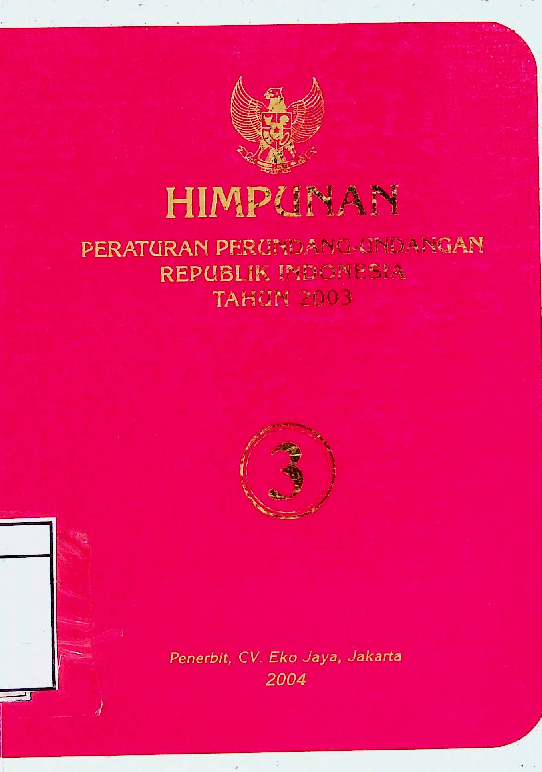 HIMPUNAN
PERATURAN PERUNDANG-UNDANGAN
REPUBLIK INDONESIA
TAHUN 2003
3
Penerbit, CV. Eko Jaya, Jakarta
2004